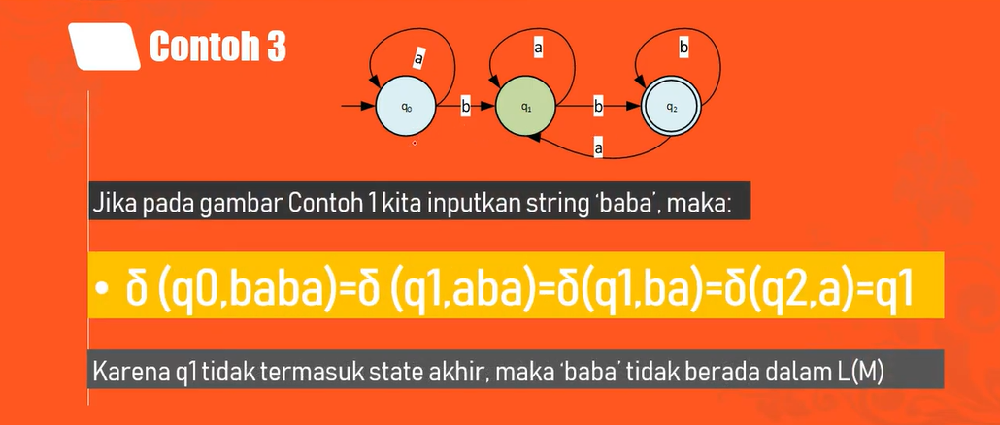 Contoh 3
a
a
b
q₀
b
q₁
b
q₂
a
Jika pada gambar Contoh 1 kita inputkan string ‘baba’, maka:
• δ (q0,baba)=δ (q1,aba)=δ(q1,ba)=δ(q2,a)=q1
Karena q1 tidak termasuk state akhir, maka ‘baba’ tidak berada dalam L(M)